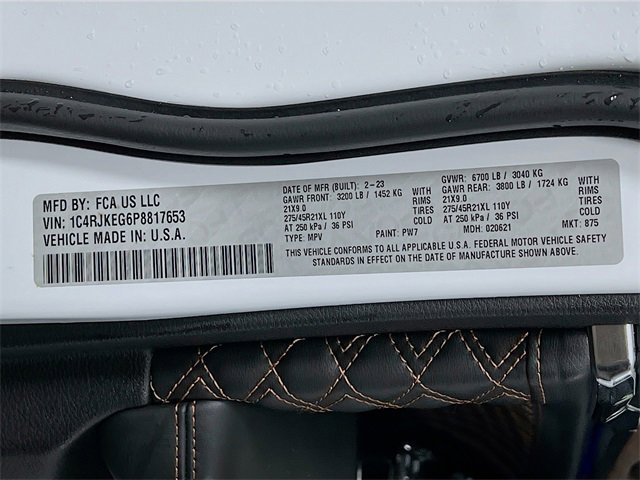 MFD BY: FCA US LLC
VIN: 1C4RJKEG6P8817653
VEHICLE MADE IN: U.S.A.
DATE OF MFR (BUILT): 2-23
GAWR FRONT: 3200 LB / 1452 KG
21X9.0
275/45R21XL 110Y
AT 250 kPa / 36 PSI
TYPE: MPV
TIRES
RIMS
COLD
PAINT: PW7
GVWR: 6700 LB / 3040 KG
GAWR REAR: 3800 LB / 1724 KG
21X9.0
275/45R21XL 110Y
AT 250 kPa / 36 PSI
MDH: 020621
TIRES
RIMS
COLD
MKT: 875
THIS VEHICLE CONFORMS TO ALL APPLICABLE U.S.A. FEDERAL MOTOR VEHICLE SAFETY
STANDARDS IN EFFECT ON THE DATE OF MANUFACTURE SHOWN ABOVE.